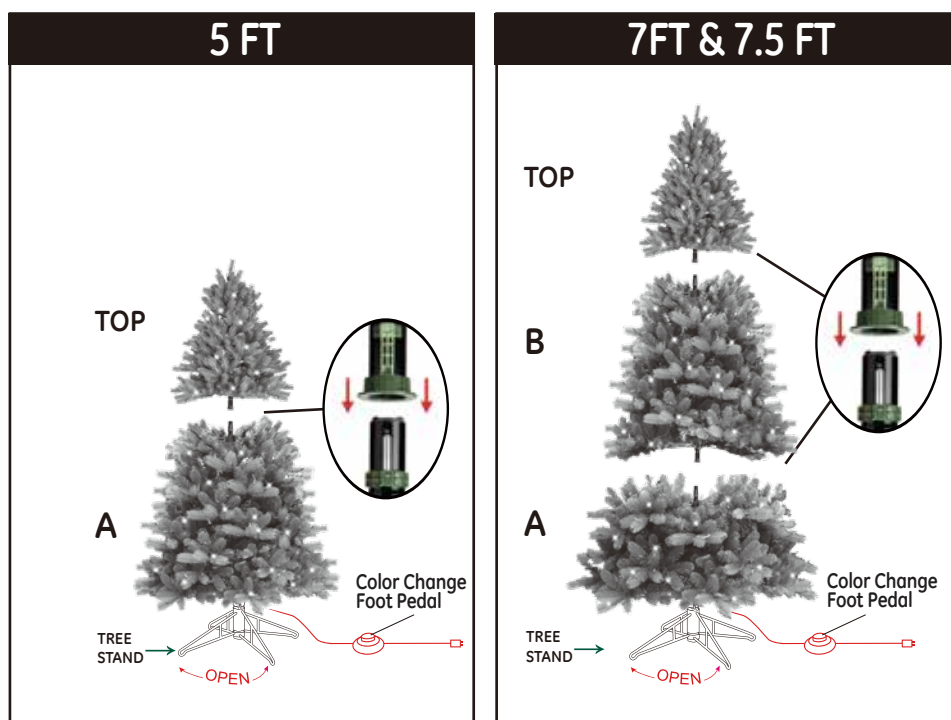 5 FT
TOP
A
Color Change
Foot Pedal
TREE
STAND
OPEN
7FT & 7.5 FT
TOP
B
A
Color Change
Foot Pedal
TREE
STAND
OPEN